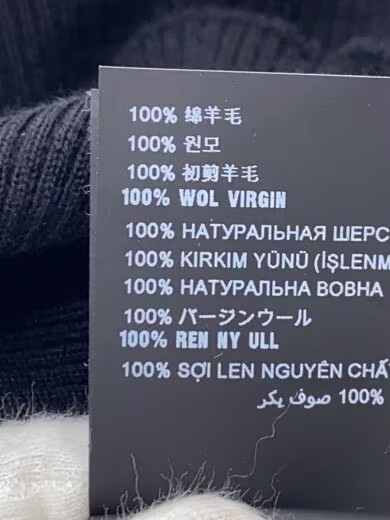 100% 绵羊毛
100% 원모
100% 初剪羊毛
100% WOL VIRGIN
100% НАТУРАЛЬНАЯ ШЕРС
100% KIRKIM YÜNÜ (İŞLENM
100% НАТУРАЛЬНА ВОВНА
100% バージンウール
100% REN NY ULL
100% SỢI LEN NGUYÊN CHẤ
100% صوف بكر